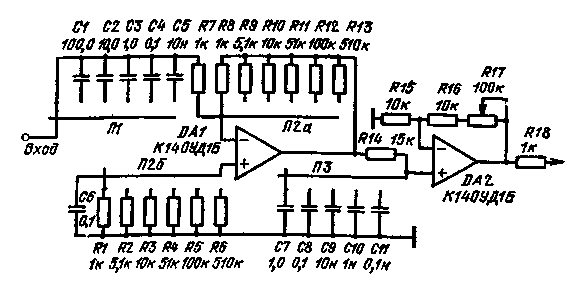 C1 C2 C3 C4 C5 R7 R8 R9 R10 R11 R12 R13
100,0 10,0 1,0 0,1 10н 1к 1к 5,1к 10к 51к 100к 510к
П1
П2а
Вход
DA1
К140УД1Б
R14
15к
R15
10к
R16
10к
R17
100к
R18
1к
DA2
К140УД1Б
П2б
П3
C6
0,1
R1 R2 R3 R4 R5 R6
1к 5,1к 10к 51к 100к 510к
C7 C8 C9 C10 C11
1,0 0,1 10н 1н 0,1н